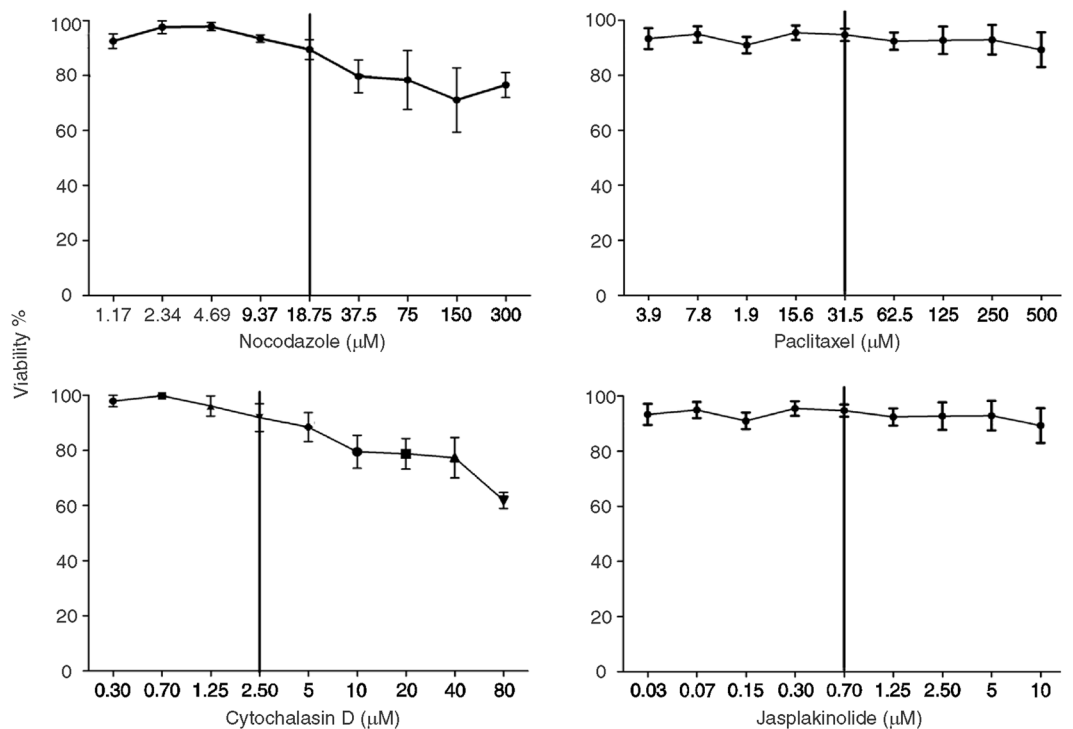 Viability %
100
80
60
40
20
0
1.17 2.34 4.69 9.37 18.75 37.5 75 150 300
Nocodazole (μM)
100
80
60
40
20
0
3.9 7.8 1.9 15.6 31.5 62.5 125 250 500
Paclitaxel (μM)
100
80
60
40
20
0
0.30 0.70 1.25 2.50 5 10 20 40 80
Cytochalasin D (μM)
100
80
60
40
20
0
0.03 0.07 0.15 0.30 0.70 1.25 2.50 5 10
Jasplakinolide (μM)